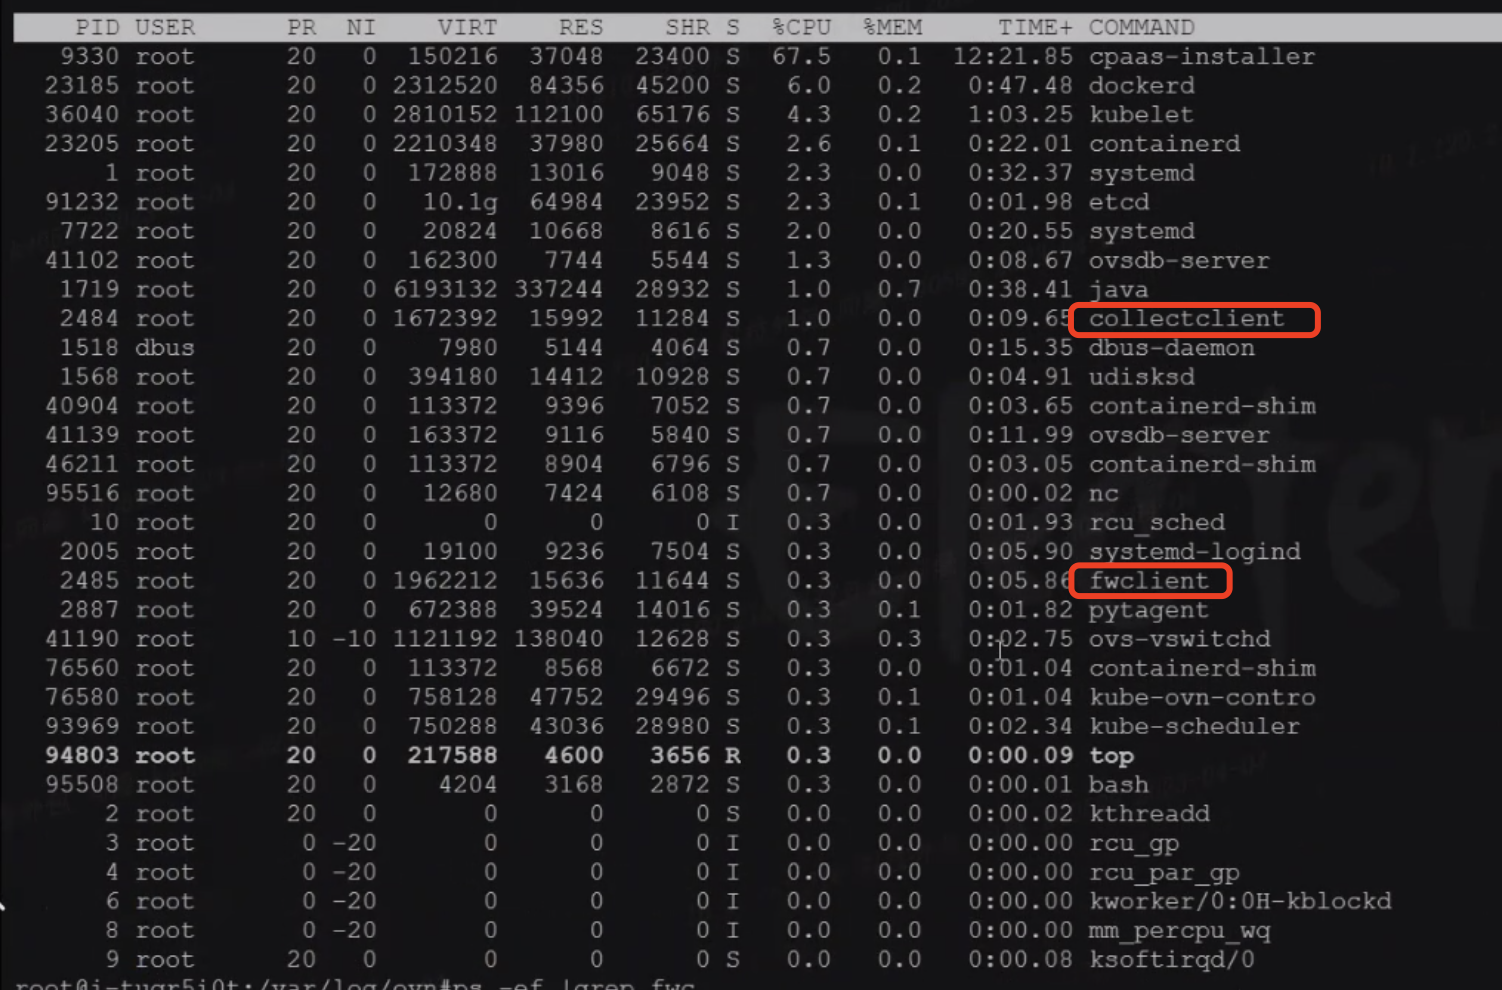 PID USER PR NI VIRT RES SHR S %CPU %MEM TIME+ COMMAND
9330 root 20 0 150216 37048 23400 S 67.5 0.1 12:21.85 cpaas-installer
23185 root 20 0 2312520 84356 45200 S 6.0 0.2 0:47.48 dockerd
36040 root 20 0 2810152 112100 65176 S 4.3 0.2 1:03.25 kubelet
23205 root 20 0 2210348 37980 25664 S 2.6 0.1 0:22.01 containerd
1 root 20 0 172888 13016 9048 S 2.3 0.0 0:32.37 systemd
91232 root 20 0 10.1g 64984 23952 S 2.3 0.1 0:01.98 etcd
7722 root 20 0 20824 10668 8616 S 2.0 0.0 0:20.55 systemd
41102 root 20 0 162300 7744 5544 S 1.3 0.0 0:08.67 ovsdb-server
1719 root 20 0 6193132 337244 28932 S 1.0 0.7 0:38.41 java
2484 root 20 0 1672392 15992 11284 S 1.0 0.0 0:09.65 collectclient
1518 dbus 20 0 7980 5144 4064 S 0.7 0.0 0:15.35 dbus-daemon
1568 root 20 0 394180 14412 10928 S 0.7 0.0 0:04.91 udisksd
40904 root 20 0 113372 9396 7052 S 0.7 0.0 0:03.65 containerd-shim
41139 root 20 0 163372 9116 5840 S 0.7 0.0 0:11.99 ovsdb-server
46211 root 20 0 113372 8904 6796 S 0.7 0.0 0:03.05 containerd-shim
95516 root 20 0 12680 7424 6108 S 0.7 0.0 0:00.02 nc
10 root 20 0 0 0 0 I 0.3 0.0 0:01.93 rcu_sched
2005 root 20 0 19100 9236 7504 S 0.3 0.0 0:05.90 systemd-logind
2485 root 20 0 1962212 15636 11644 S 0.3 0.0 0:05.86 fwclient
2887 root 20 0 672388 39524 14016 S 0.3 0.1 0:01.82 pytagent
41190 root 10 -10 1121192 138040 12628 S 0.3 0.3 0:02.75 ovs-vswitchd
76560 root 20 0 113372 8568 6672 S 0.3 0.0 0:01.04 containerd-shim
76580 root 20 0 758128 47752 29496 S 0.3 0.1 0:01.04 kube-ovn-contro
93969 root 20 0 750288 43036 28980 S 0.3 0.1 0:02.34 kube-scheduler
94803 root 20 0 217588 4600 3656 R 0.3 0.0 0:00.09 top
95508 root 20 0 4204 3168 2872 S 0.3 0.0 0:00.01 bash
2 root 20 0 0 0 0 S 0.0 0.0 0:00.02 kthreadd
3 root 0 -20 0 0 0 I 0.0 0.0 0:00.00 rcu_gp
4 root 0 -20 0 0 0 I 0.0 0.0 0:00.00 rcu_par_gp
6 root 0 -20 0 0 0 I 0.0 0.0 0:00.00 kworker/0:0H-kblockd
8 root 0 -20 0 0 0 I 0.0 0.0 0:00.00 mm_percpu_wq
9 root 20 0 0 0 0 S 0.0 0.0 0:00.08 ksoftirqd/0
root@i-tuqr5i0t:/var/log/ovn#ps -ef |grep fwc